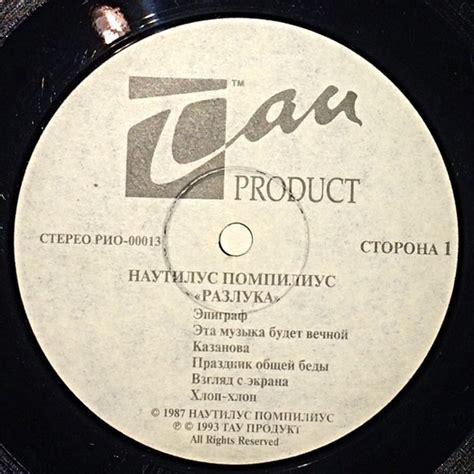 Tau™
PRODUCT
СТЕРЕО РИО-00013
СТОРОНА 1
НАУТИЛУС ПОМПИЛИУС
«РАЗЛУКА»
Эпиграф
Эта музыка будет вечной
Казанова
Праздник общей беды
Взгляд с экрана
Хлоп-хлоп
© 1987 НАУТИЛУС ПОМПИЛИУС
℗ © 1993 ТАУ ПРОДУКТ
All Rights Reserved